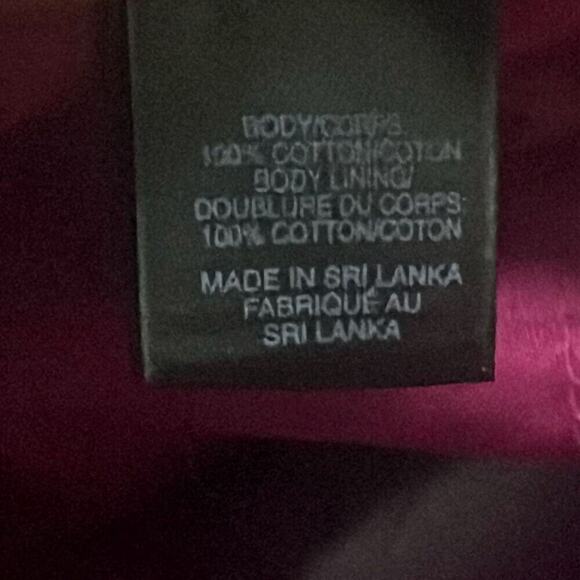 BODY/CORPS:
100% COTTON/COTON
BODY LINING/
DOUBLURE DU CORPS:
100% COTTON/COTON
MADE IN SRI LANKA
FABRIQUÉ AU
SRI LANKA